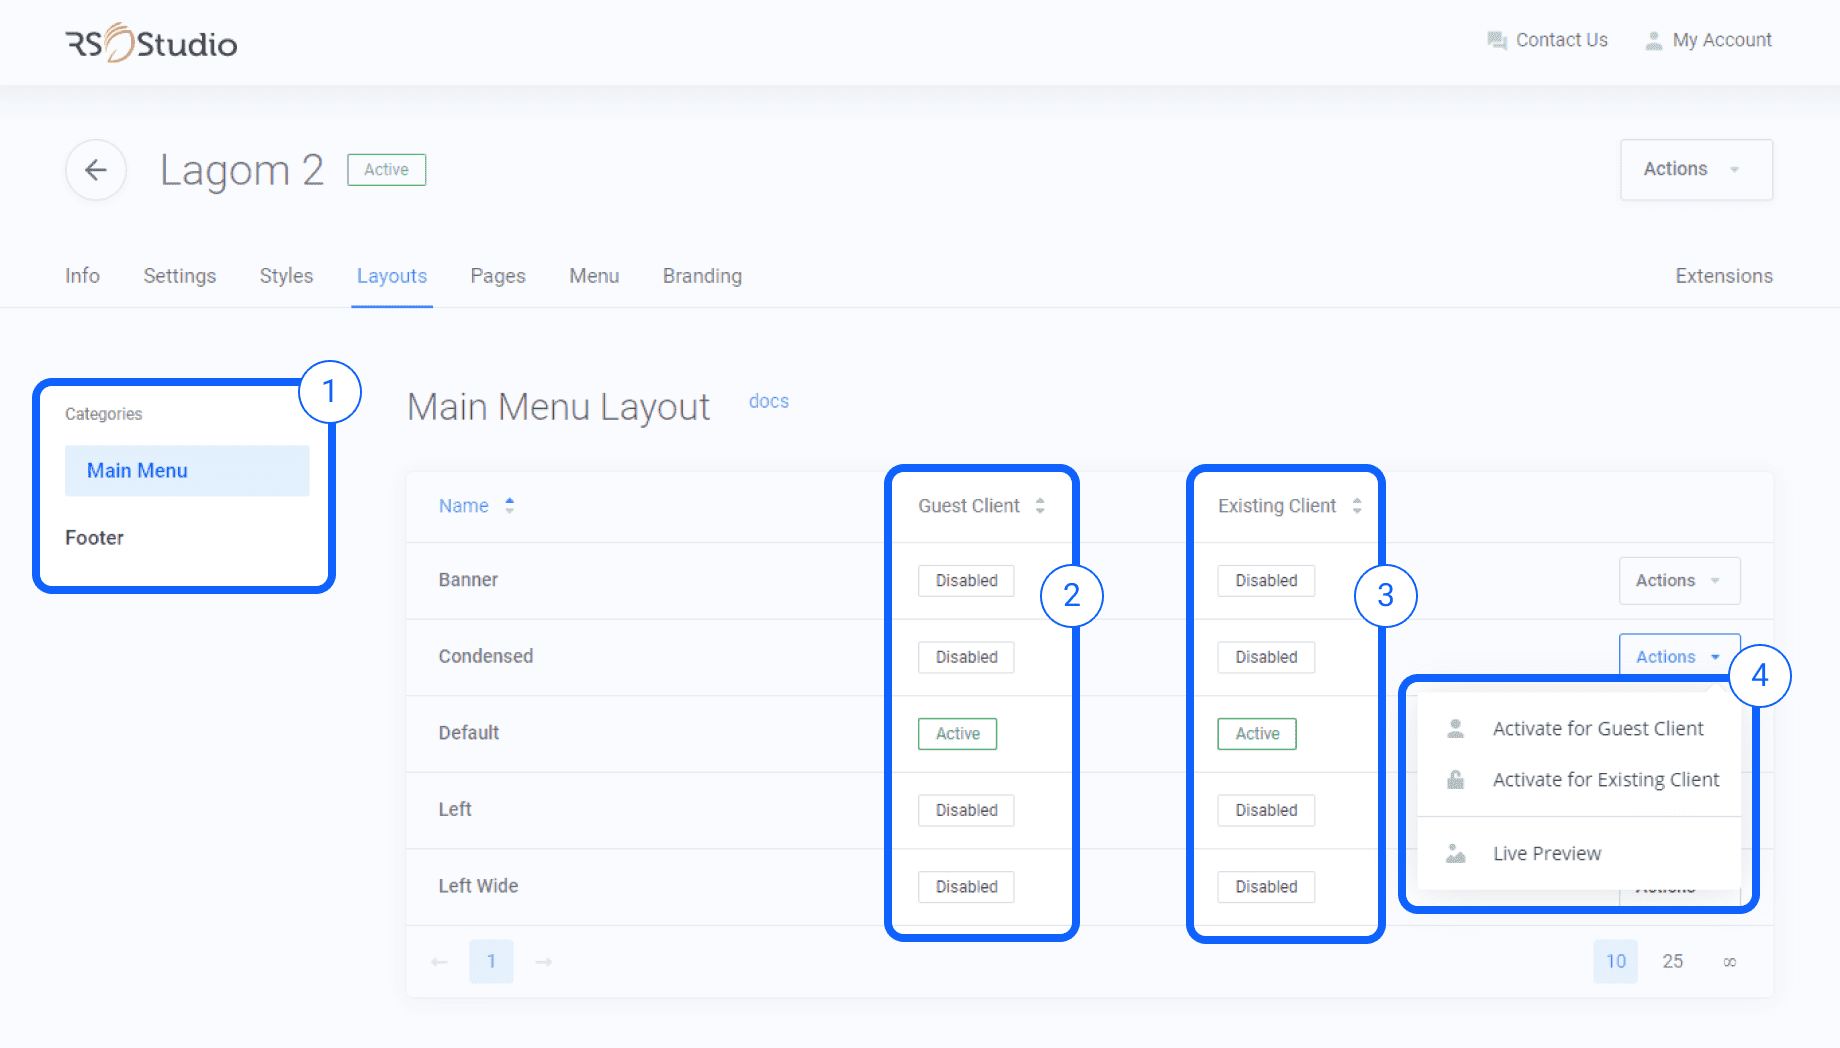 RSStudio
Contact Us
My Account
Lagom 2
Active
Actions
Info
Settings
Styles
Layouts
Pages
Menu
Branding
Extensions
1
Categories
Main Menu
Footer
Main Menu Layout
docs
Name
Guest Client
Existing Client
Banner
Disabled
2
Disabled
3
Actions
Condensed
Disabled
Disabled
Actions
4
Default
Active
Active
Activate for Guest Client
Activate for Existing Client
Left
Disabled
Disabled
Live Preview
Left Wide
Disabled
Disabled
Actions
← 1 →
10 25 ∞